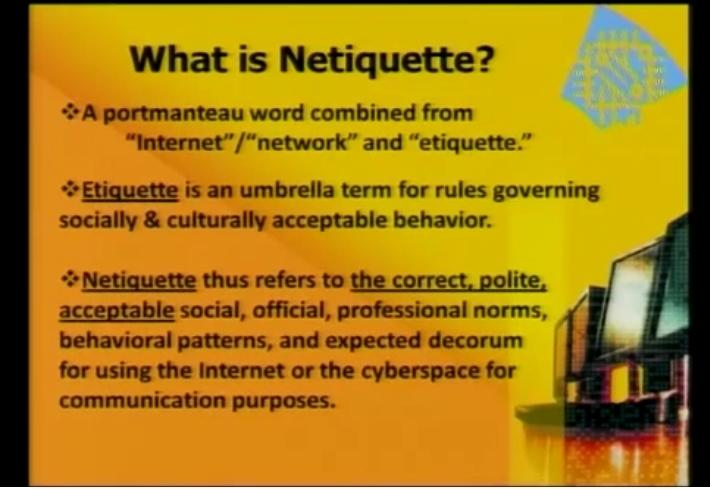 What is Netiquette?
❖A portmanteau word combined from
“Internet”/“network” and “etiquette.”
❖Etiquette is an umbrella term for rules governing
socially & culturally acceptable behavior.
❖Netiquette thus refers to the correct, polite,
acceptable social, official, professional norms,
behavioral patterns, and expected decorum
for using the Internet or the cyberspace for
communication purposes.